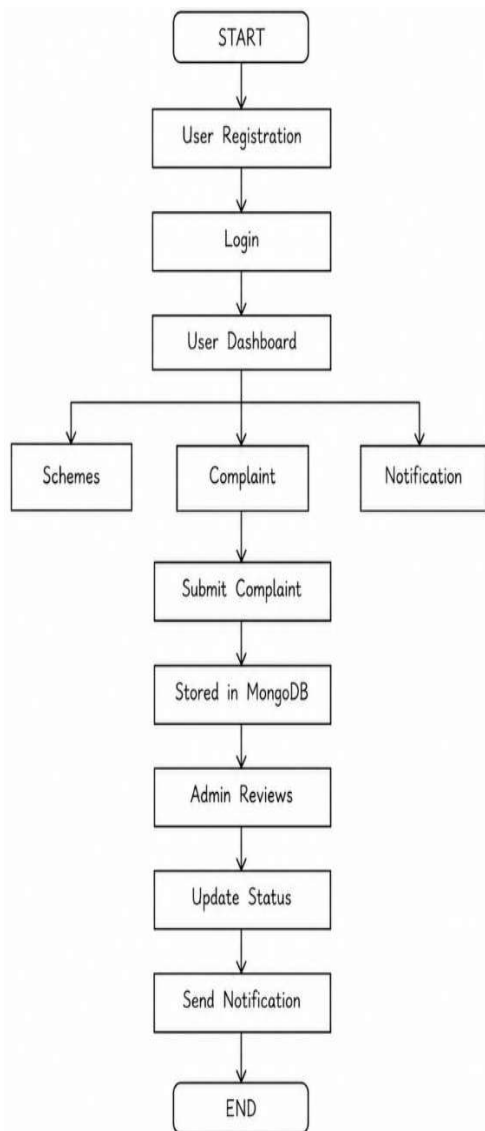 START
User Registration
Login
User Dashboard
Schemes
Complaint
Notification
Submit Complaint
Stored in MongoDB
Admin Reviews
Update Status
Send Notification
END